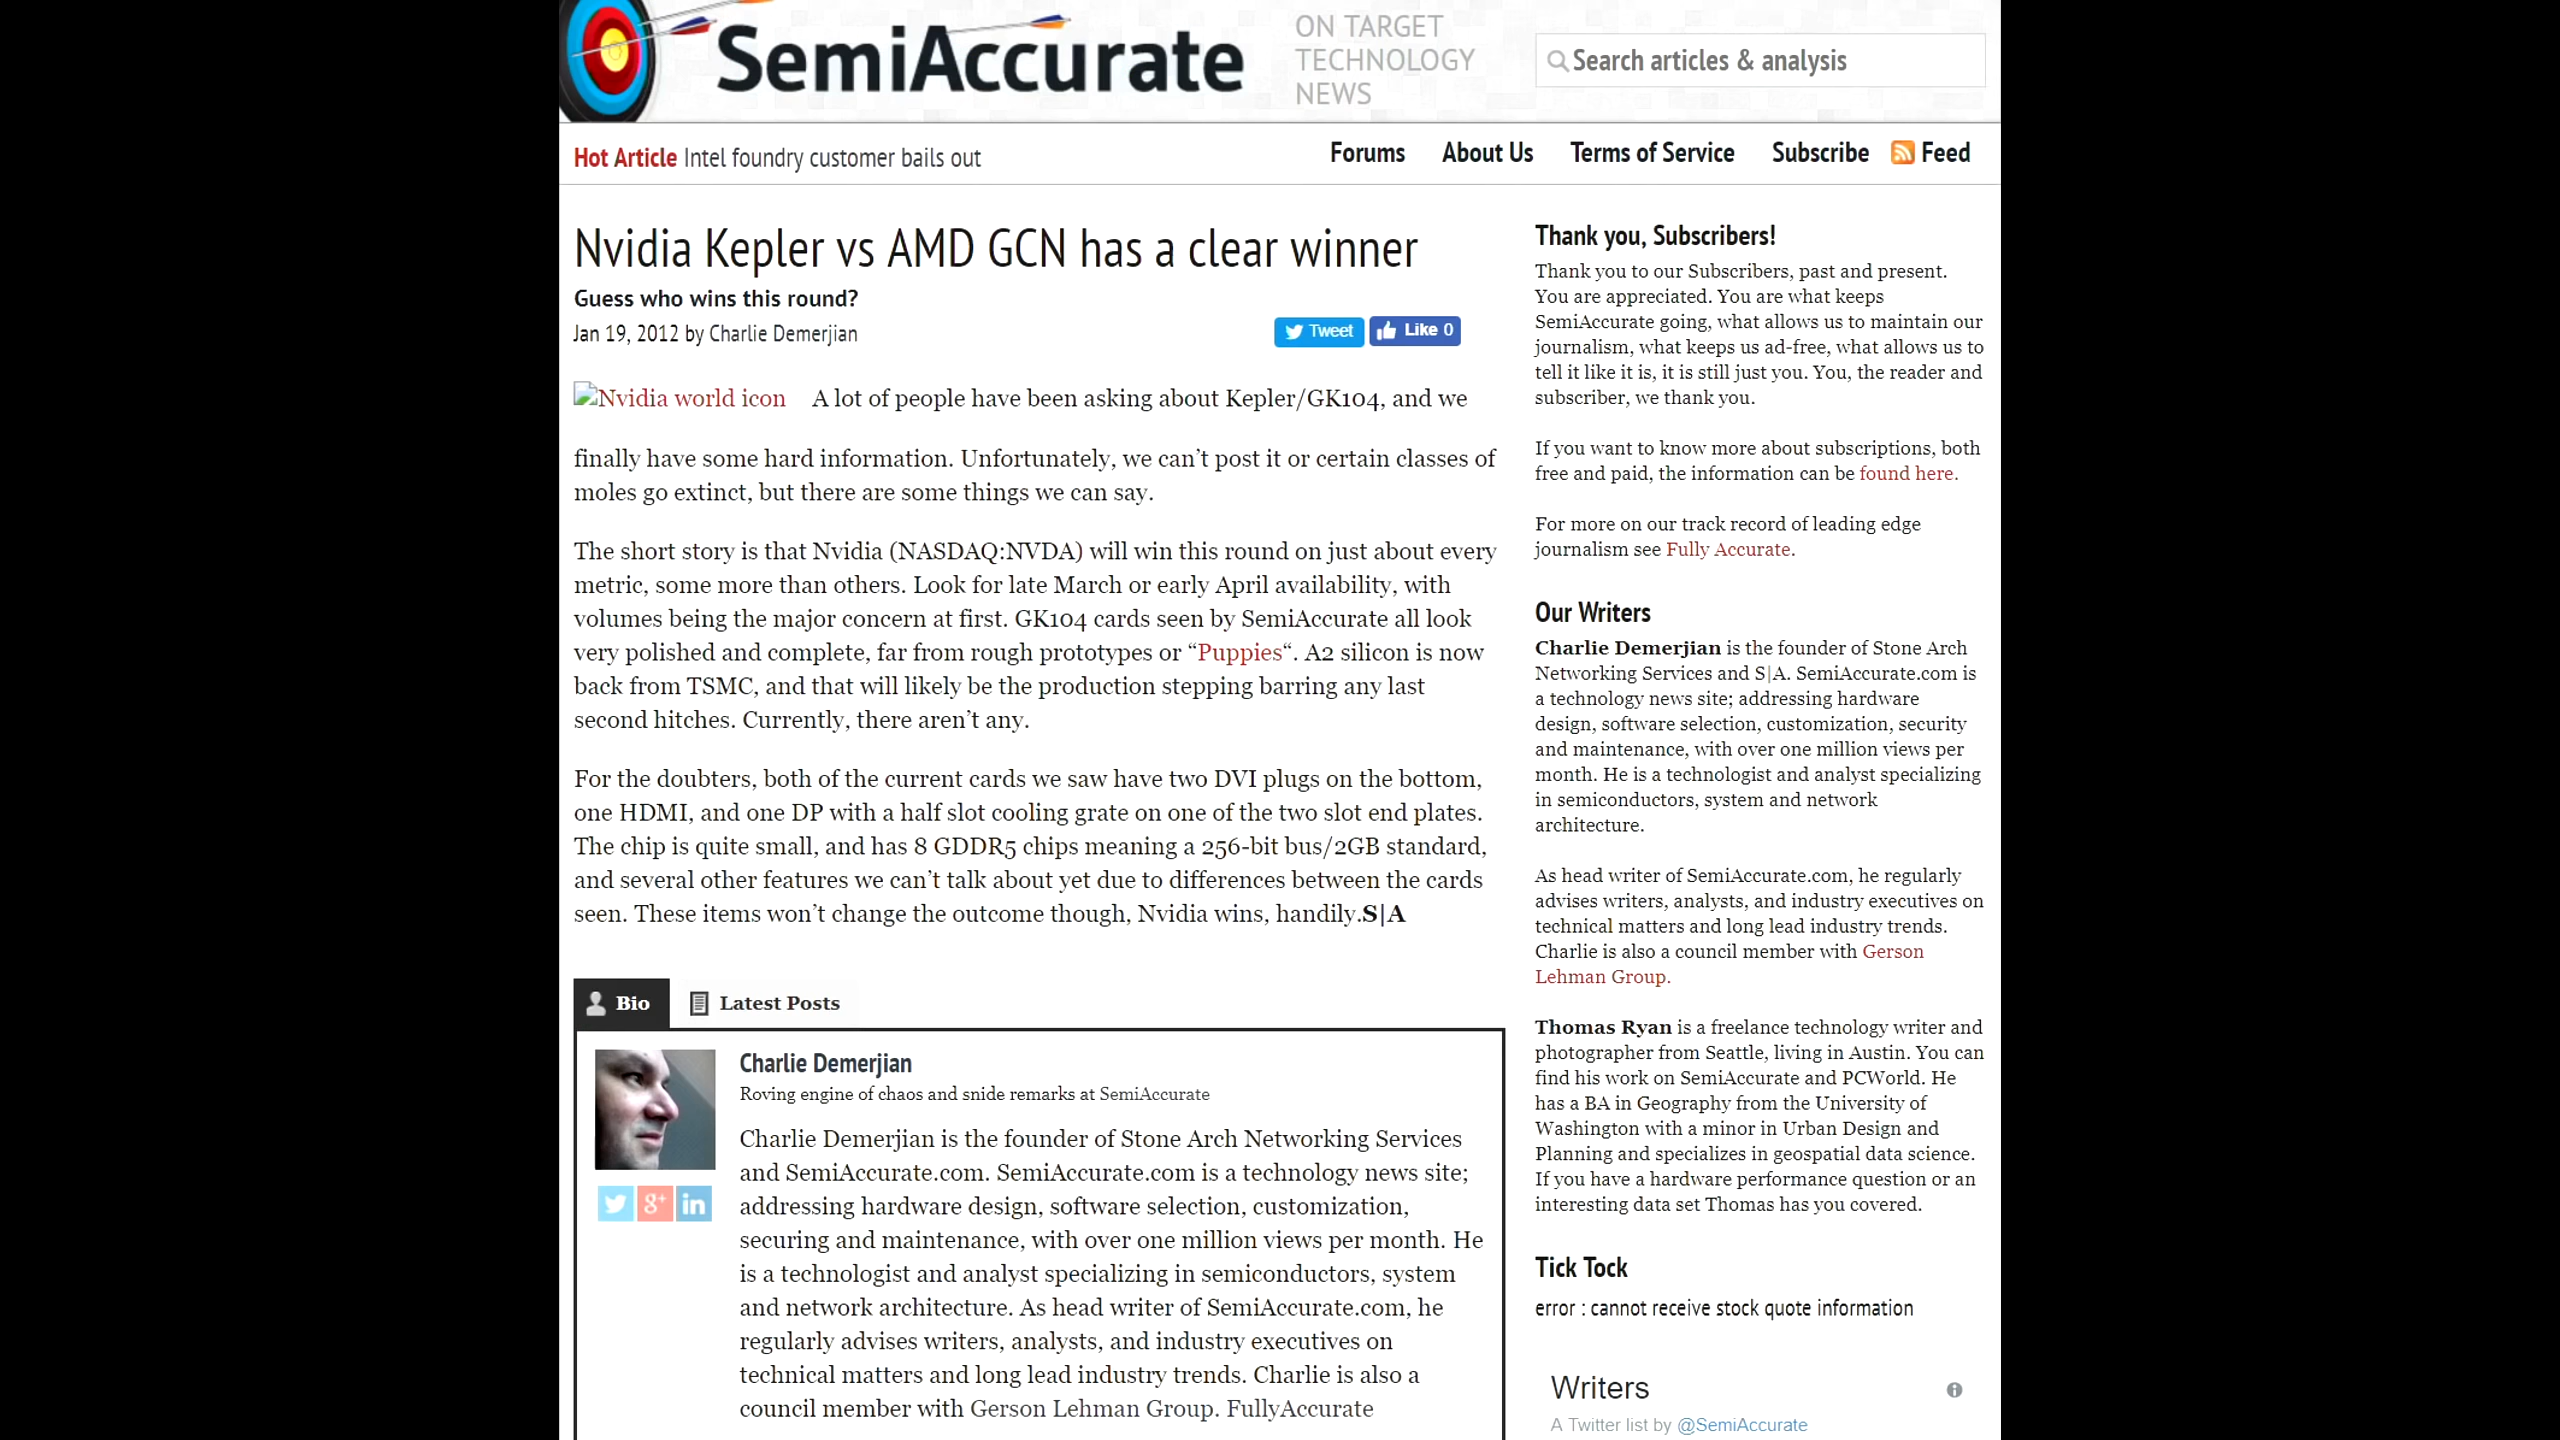 SemiAccurate
ON TARGET
TECHNOLOGY
NEWS
Search articles & analysis
Hot Article Intel foundry customer bails out
Forums About Us Terms of Service Subscribe Feed
Nvidia Kepler vs AMD GCN has a clear winner
Guess who wins this round?
Jan 19, 2012 by Charlie Demerjian
Tweet
Like 0
Nvidia world icon A lot of people have been asking about Kepler/GK104, and we
finally have some hard information. Unfortunately, we can’t post it or certain classes of
moles go extinct, but there are some things we can say.
The short story is that Nvidia (NASDAQ:NVDA) will win this round on just about every
metric, some more than others. Look for late March or early April availability, with
volumes being the major concern at first. GK104 cards seen by SemiAccurate all look
very polished and complete, far from rough prototypes or “Puppies“. A2 silicon is now
back from TSMC, and that will likely be the production stepping barring any last
second hitches. Currently, there aren’t any.
For the doubters, both of the current cards we saw have two DVI plugs on the bottom,
one HDMI, and one DP with a half slot cooling grate on one of the two slot end plates.
The chip is quite small, and has 8 GDDR5 chips meaning a 256-bit bus/2GB standard,
and several other features we can’t talk about yet due to differences between the cards
seen. These items won’t change the outcome though, Nvidia wins, handily.S|A
Bio
Latest Posts
Charlie Demerjian
Roving engine of chaos and snide remarks at SemiAccurate
Charlie Demerjian is the founder of Stone Arch Networking Services
and SemiAccurate.com. SemiAccurate.com is a technology news site;
addressing hardware design, software selection, customization,
securing and maintenance, with over one million views per month. He
is a technologist and analyst specializing in semiconductors, system
and network architecture. As head writer of SemiAccurate.com, he
regularly advises writers, analysts, and industry executives on
technical matters and long lead industry trends. Charlie is also a
council member with Gerson Lehman Group. FullyAccurate
8+
in
Thank you, Subscribers!
Thank you to our Subscribers, past and present.
You are appreciated. You are what keeps
SemiAccurate going, what allows us to maintain our
journalism, what keeps us ad-free, what allows us to
tell it like it is, it is still just you. You, the reader and
subscriber, we thank you.
If you want to know more about subscriptions, both
free and paid, the information can be found here.
For more on our track record of leading edge
journalism see Fully Accurate.
Our Writers
Charlie Demerjian is the founder of Stone Arch
Networking Services and S|A. SemiAccurate.com is
a technology news site; addressing hardware
design, software selection, customization, security
and maintenance, with over one million views per
month. He is a technologist and analyst specializing
in semiconductors, system and network
architecture.
As head writer of SemiAccurate.com, he regularly
advises writers, analysts, and industry executives on
technical matters and long lead industry trends.
Charlie is also a council member with Gerson
Lehman Group.
Thomas Ryan is a freelance technology writer and
photographer from Seattle, living in Austin. You can
find his work on SemiAccurate and PCWorld. He
has a BA in Geography from the University of
Washington with a minor in Urban Design and
Planning and specializes in geospatial data science.
If you have a hardware performance question or an
interesting data set Thomas has you covered.
Tick Tock
error : cannot receive stock quote information
Writers
A Twitter list by @SemiAccurate